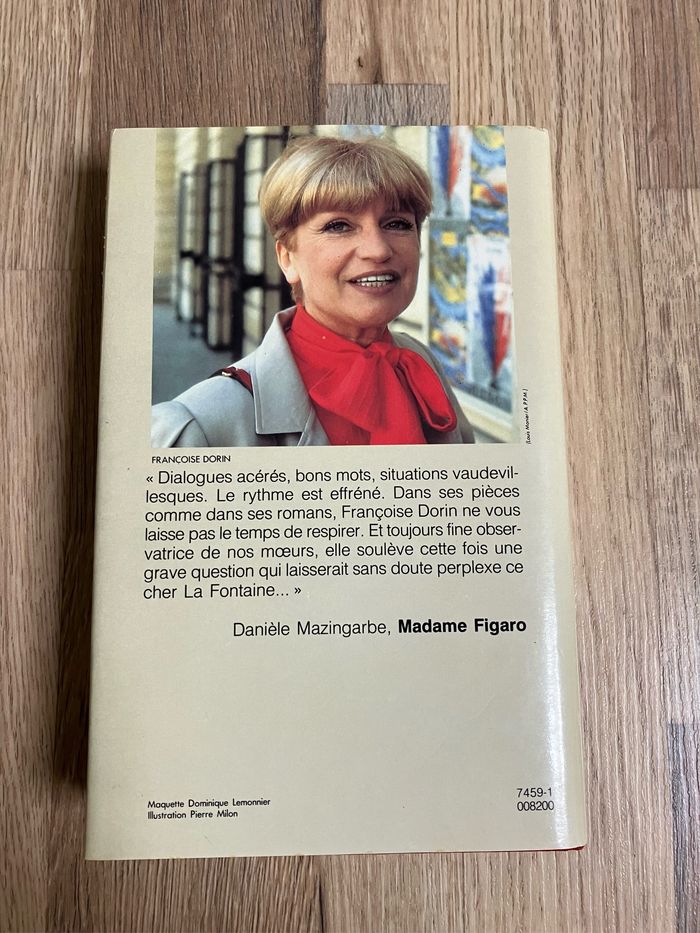 (Louis Monier/A.P.P.M.)
FRANÇOISE DORIN
« Dialogues acérés, bons mots, situations vaudevil-
lesques. Le rythme est effréné. Dans ses pièces
comme dans ses romans, Françoise Dorin ne vous
laisse pas le temps de respirer. Et toujours fine obser-
vatrice de nos mœurs, elle soulève cette fois une
grave question qui laisserait sans doute perplexe ce
cher La Fontaine... »
Danièle Mazingarbe, Madame Figaro
Maquette Dominique Lemonnier
Illustration Pierre Milon
7459-1
008200